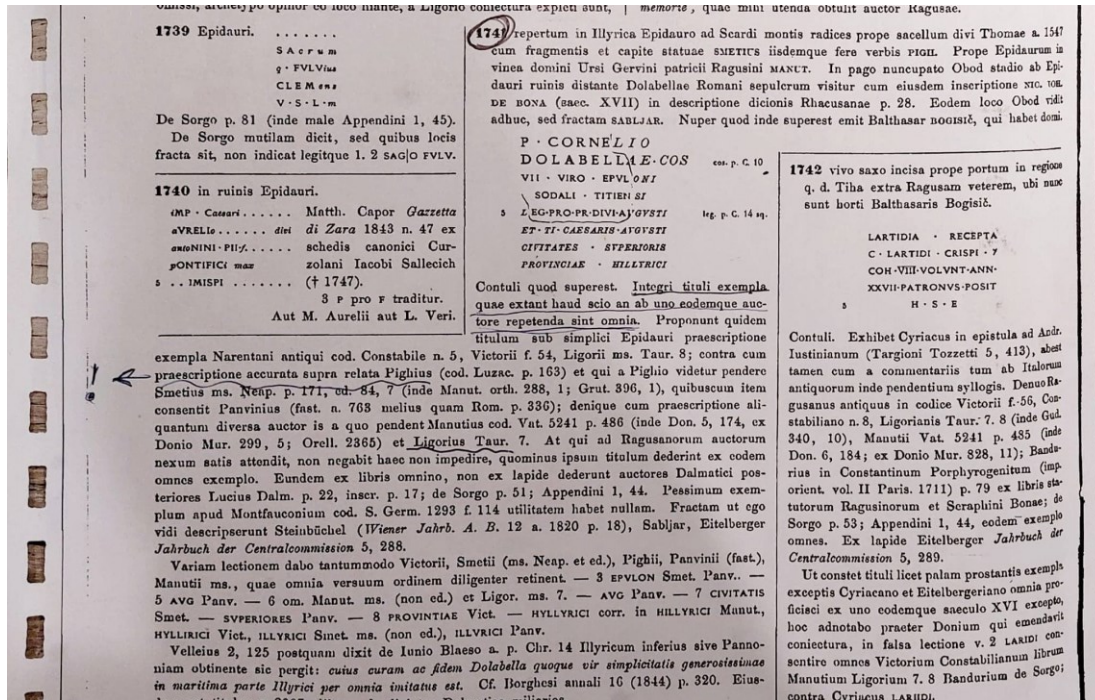 omissi, archetypo opinor eo loco hiante, a Ligorio coniectura expleti sunt, | memorie, quae mihi utenda obtulit auctor Ragusae.
1739 Epidauri. . . . . . . .
SAcrum
q · FVLVius
CLEMens
V · S · L · m
De Sorgo p. 81 (inde male Appendini 1, 45).
De Sorgo mutilam dicit, sed quibus locis
fracta sit, non indicat legitque 1. 2 SAG|O FVLV.
1740 in ruinis Epidauri.
iMP · Caesari . . . . . .
aVRELIo . . . . . . divi
antoNINI · PII·f. . . . . .
pONTIFICi max
5 . . IMISPI . . . . . . .
Matth. Capor Gazzetta
di Zara 1843 n. 47 ex
schedis canonici Cur-
zolani Iacobi Sallecich
(† 1747).
3 P pro F traditur.
Aut M. Aurelii aut L. Veri.
1741 repertum in Illyrica Epidauro ad Scardi montis radices prope sacellum divi Thomae a. 1547
cum fragmentis et capite statuae SMETICS iisdemque fere verbis PIGH. Prope Epidaurum in
vinea domini Ursi Gervini patricii Ragusini MANCT. In pago nuncupato Obod stadio ab Epi-
dauri ruinis distante Dolabellae Romani sepulcrum visitur cum eiusdem inscriptione NIC. IOH.
DE BONA (saec. XVII) in descriptione dicionis Rhacusanae p. 28. Eodem loco Obod vidit
adhuc, sed fractam SABLJAR. Nuper quod inde superest emit Balthasar BOGISIČ, qui habet domi.
P · CORNELIO
DOLABELLAE · COS cos. p. C. 10
VII · VIRO · EPVLONI
SODALI · TITIENSI
5 LEG·PRO·PR·DIVI·AVGVSTI leg. p. C. 14 sq.
ET · TI · CAESARIS · AVGVSTI
CIVITATES · SVPERIORIS
PROVINCIAE · HILLYRICI
Contuli quod superest. Integri tituli exempla
quae extant haud scio an ab uno eodemque auc-
tore repetenda sint omnia. Proponunt quidem
titulum sub simplici Epidauri praescriptione
exempla Narentani antiqui cod. Constabile n. 5, Victorii f. 54, Ligorii ms. Taur. 8; contra cum
praescriptione accurata supra relata Pighius (cod. Luzac. p. 163) et qui a Pighio videtur pendere
Smetius ms. Neap. p. 171, ed. 84, 7 (inde Manut. orth. 288, 1; Grut. 396, 1), quibuscum item
consentit Panvinius (fast. n. 763 melius quam Rom. p. 336); denique cum praescriptione ali-
quantum diversa auctor is a quo pendent Manutius cod. Vat. 5241 p. 486 (inde Don. 5, 174, ex
Donio Mur. 299, 5; Orell. 2365) et Ligorius Taur. 7. At qui ad Ragusanorum auctorum
nexum satis attendit, non negabit haec non impedire, quominus ipsum titulum dederint ex eodem
omnes exemplo. Eundem ex libris omnino, non ex lapide dederunt auctores Dalmatici pos-
teriores Lucius Dalm. p. 22, inscr. p. 17; de Sorgo p. 51; Appendini 1, 44. Pessimum exem-
plum apud Montfauconium cod. S. Germ. 1293 f. 114 utilitatem habet nullam. Fractam ut ego
vidi descripserunt Steinbüchel (Wiener Jahrb. A. B. 12 a. 1820 p. 18), Sabljar, Eitelberger
Jahrbuch der Centralcommission 5, 288.
Variam lectionem dabo tantummodo Victorii, Smetii (ms. Neap. et ed.), Pighii, Panvinii (fast.),
Manutii ms., quae omnia versuum ordinem diligenter retinent. — 3 EPVLON Smet. Panv.. —
5 AVG Panv. — 6 om. Manut. ms. (non ed.) et Ligor. ms. 7. — AVG Panv. — 7 CIVITATIS
Smet. — SVPERIORES Panv. — 8 PROVINTIAE Vict. — HYLLYRICI corr. in HILLYRICI Manut.,
HYLLIRICI Vict., ILLYRICI Smet. ms. (non ed.), ILLVRICI Panv.
Velleius 2, 125 postquam dixit de Iunio Blaeso a. p. Chr. 14 Illyricum inferius sive Panno-
niam obtinente sic pergit: cuius curam ac fidem Dolabella quoque vir simplicitatis generosissimae
in maritima parte Illyrici per omnia imitatus est. Cf. Borghesi annali 16 (1844) p. 320. Eius-
1742 vivo saxo incisa prope portum in regione
q. d. Tiha extra Ragusam veterem, ubi nunc
sunt horti Balthasaris Bogisič.
LARTIDIA · RECEPTA
C · LARTIDI · CRISPI · 7
COH·VIII·VOLVNT·ANN·
XXVII·PATRONVS·POSIT
5 H · S · E
Contuli. Exhibet Cyriacus in epistula ad Andr.
Iustinianum (Targioni Tozzetti 5, 413), abest
tamen cum a commentariis tum ab Italorum
antiquorum inde pendentium syllogis. Denuo Ra-
gusanus antiquus in codice Victorii f. 56, Con-
stabiliano n. 8, Ligorianis Taur. 7. 8 (inde Gud.
340, 10), Manutii Vat. 5241 p. 485 (inde
Don. 6, 184; ex Donio Mur. 828, 11); Bandu-
rius in Constantinum Porphyrogenitum (imp.
orient. vol. II Paris. 1711) p. 79 ex libris sta-
tutorum Ragusinorum et Seraphini Bonae; de
Sorgo p. 53; Appendini 1, 44, eodem exemplo
omnes. Ex lapide Eitelberger Jahrbuch der
Centralcommission 5, 289.
Ut constet tituli licet palam prostantis exempla
exceptis Cyriacano et Eitelbergeriano omnia pro-
ficisci ex uno eodemque saeculo XVI excepto,
hoc adnotabo praeter Donium qui emendavit
coniectura, in falsa lectione v. 2 LARIDI con-
sentire omnes Victorium Constabilianum librum
Manutium Ligorium 7. 8 Bandurium de Sorgo;
contra Cyriacus LARIIDI.